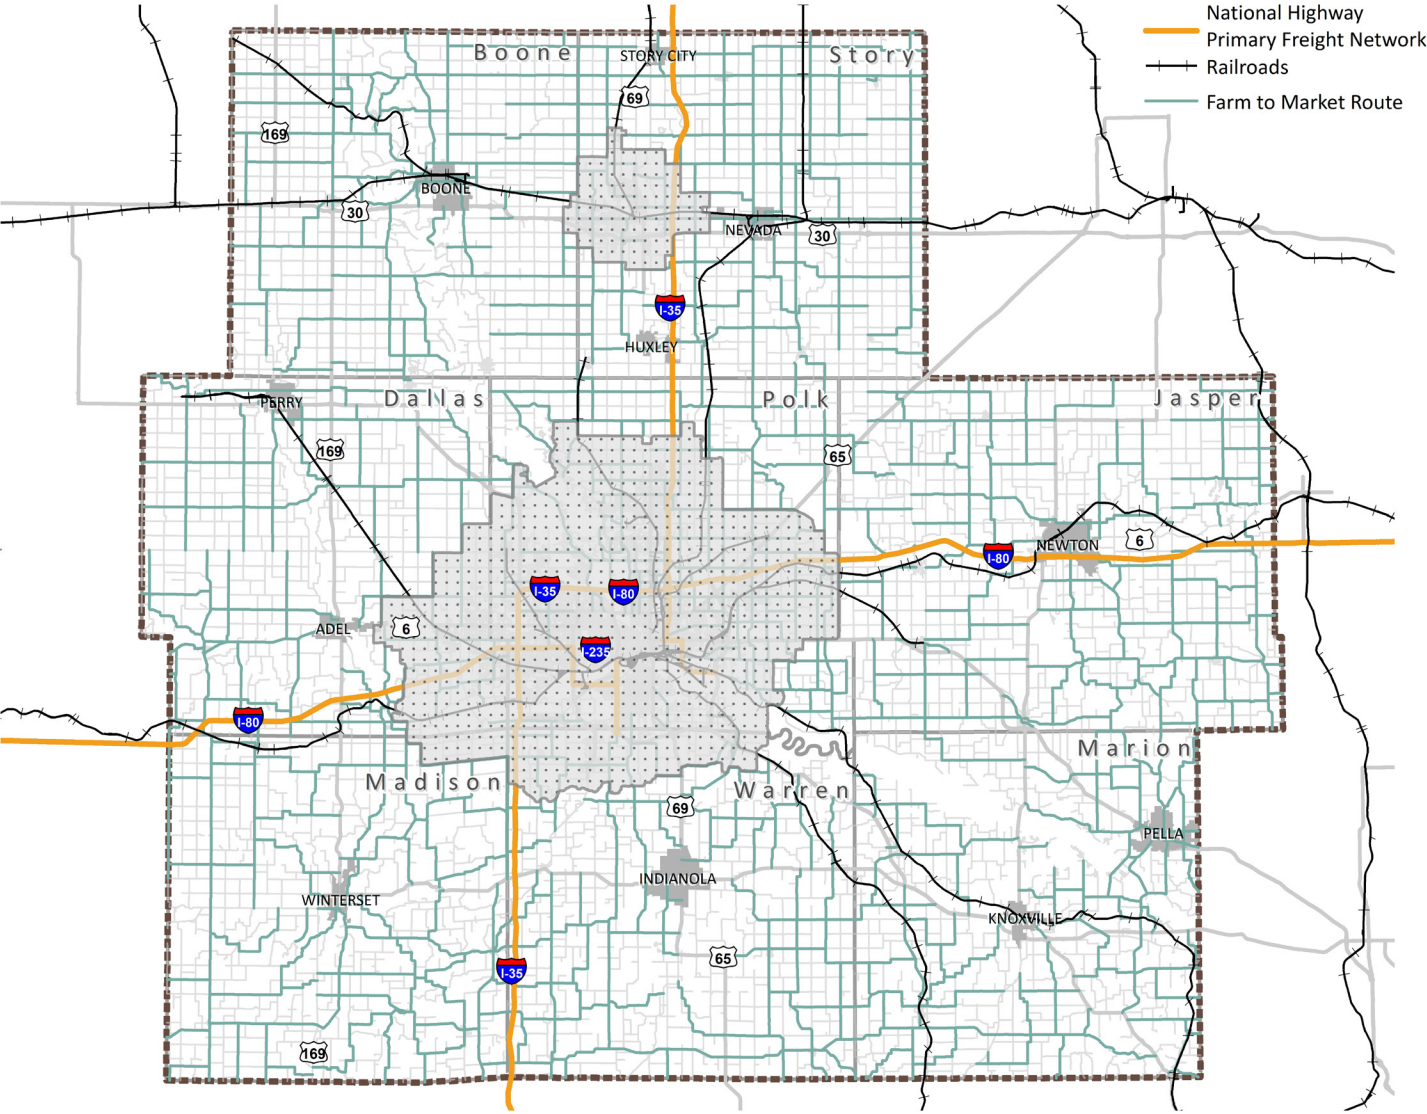 National Highway
Primary Freight Network
Railroads
Farm to Market Route
Boone
Story
STORY CITY
69
169
BOONE
30
NEVADA
30
I-35
HUXLEY
Dallas
Polk
Jasper
PERRY
169
65
I-80
NEWTON
6
I-35
I-80
ADEL
6
I-235
I-80
Marion
Madison
Warren
69
PELLA
INDIANOLA
WINTERSET
KNOXVILLE
65
I-35
169